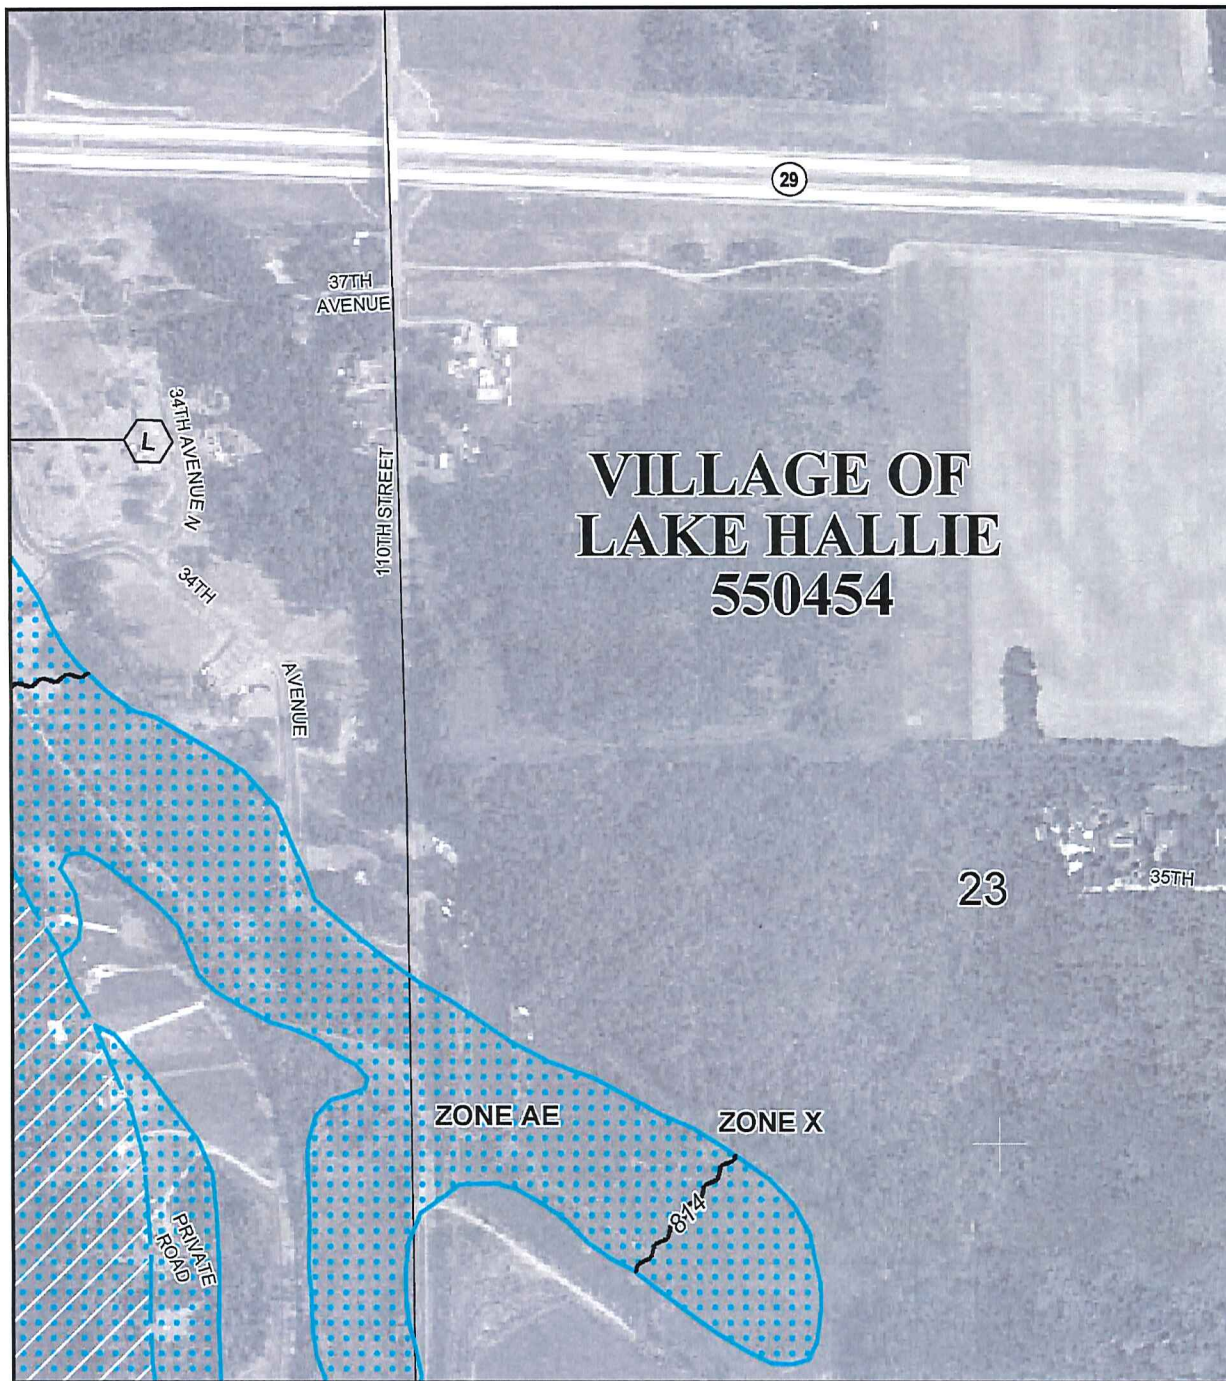 29
37TH
AVENUE
34TH AVENUE N
L
110TH STREET
VILLAGE OF
LAKE HALLIE
550454
34TH
AVENUE
23
35TH
ZONE AE
ZONE X
814
PRIVATE
ROAD